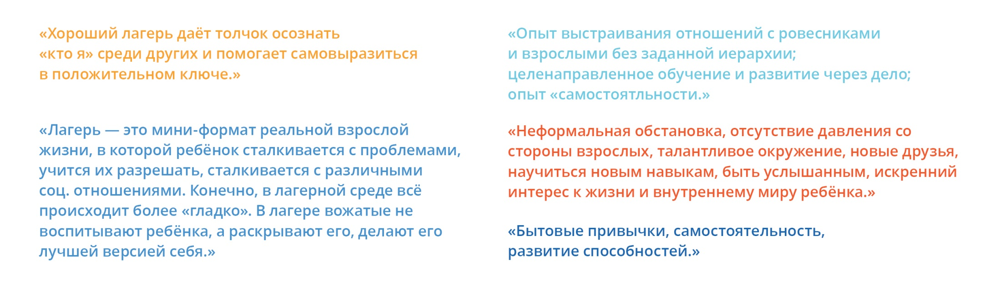 «Хороший лагерь даёт толчок осознать
«кто я» среди других и помогает самовыразиться
в положительном ключе.»
«Лагерь — это мини-формат реальной взрослой
жизни, в которой ребёнок сталкивается с проблемами,
учится их разрешать, сталкивается с различными
соц. отношениями. Конечно, в лагерной среде всё
происходит более «гладко». В лагере вожатые не
воспитывают ребёнка, а раскрывают его, делают его
лучшей версией себя.»
«Опыт выстраивания отношений с ровесниками
и взрослыми без заданной иерархии;
целенаправленное обучение и развитие через дело;
опыт «самостоятльности.»
«Неформальная обстановка, отсутствие давления со
стороны взрослых, талантливое окружение, новые друзья,
научиться новым навыкам, быть услышанным, искренний
интерес к жизни и внутреннему миру ребёнка.»
«Бытовые привычки, самостоятельность,
развитие способностей.»